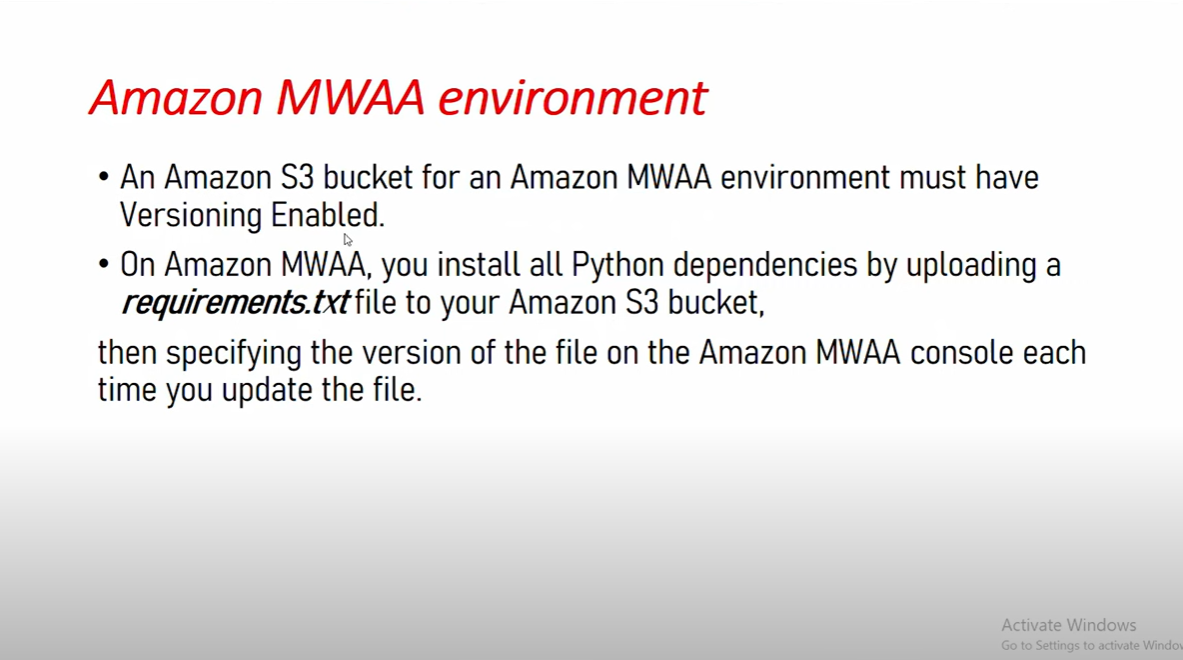 Amazon MWAA environment
• An Amazon S3 bucket for an Amazon MWAA environment must have
Versioning Enabled.
• On Amazon MWAA, you install all Python dependencies by uploading a
requirements.txt file to your Amazon S3 bucket,
then specifying the version of the file on the Amazon MWAA console each
time you update the file.
Activate Windows
Go to Settings to activate Windo